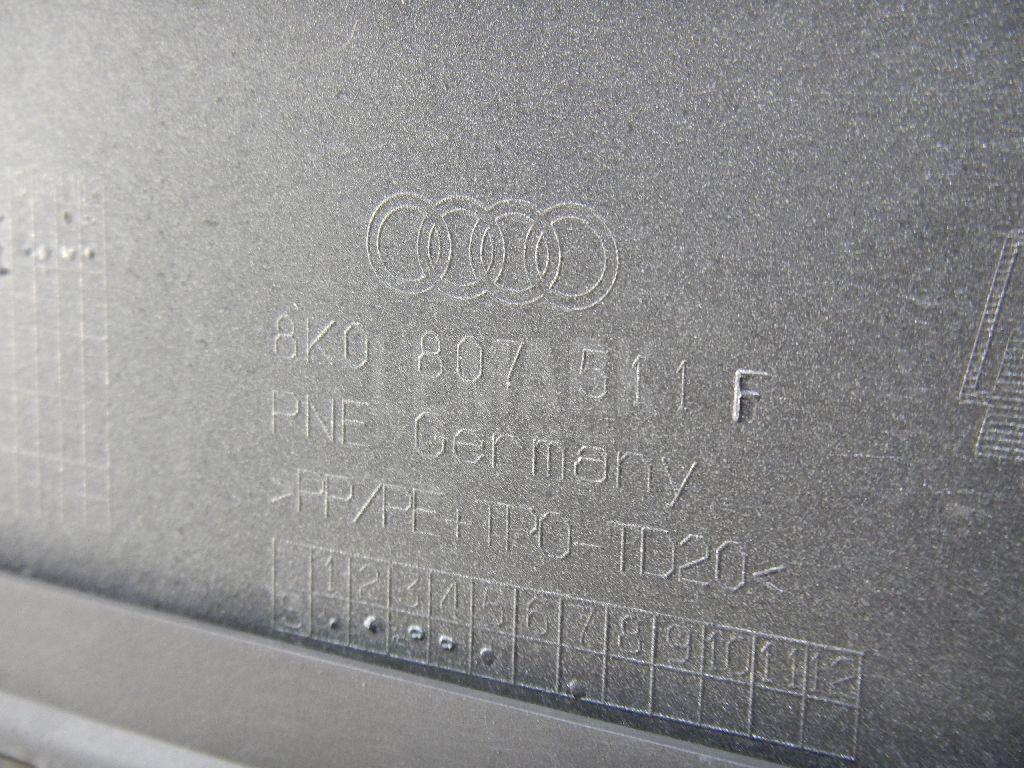 8K0 807 511 F
PNE Germany
>PP/PE+TPO-TD20<
1 2 3 4 5 6 7 8 9 10 11 12